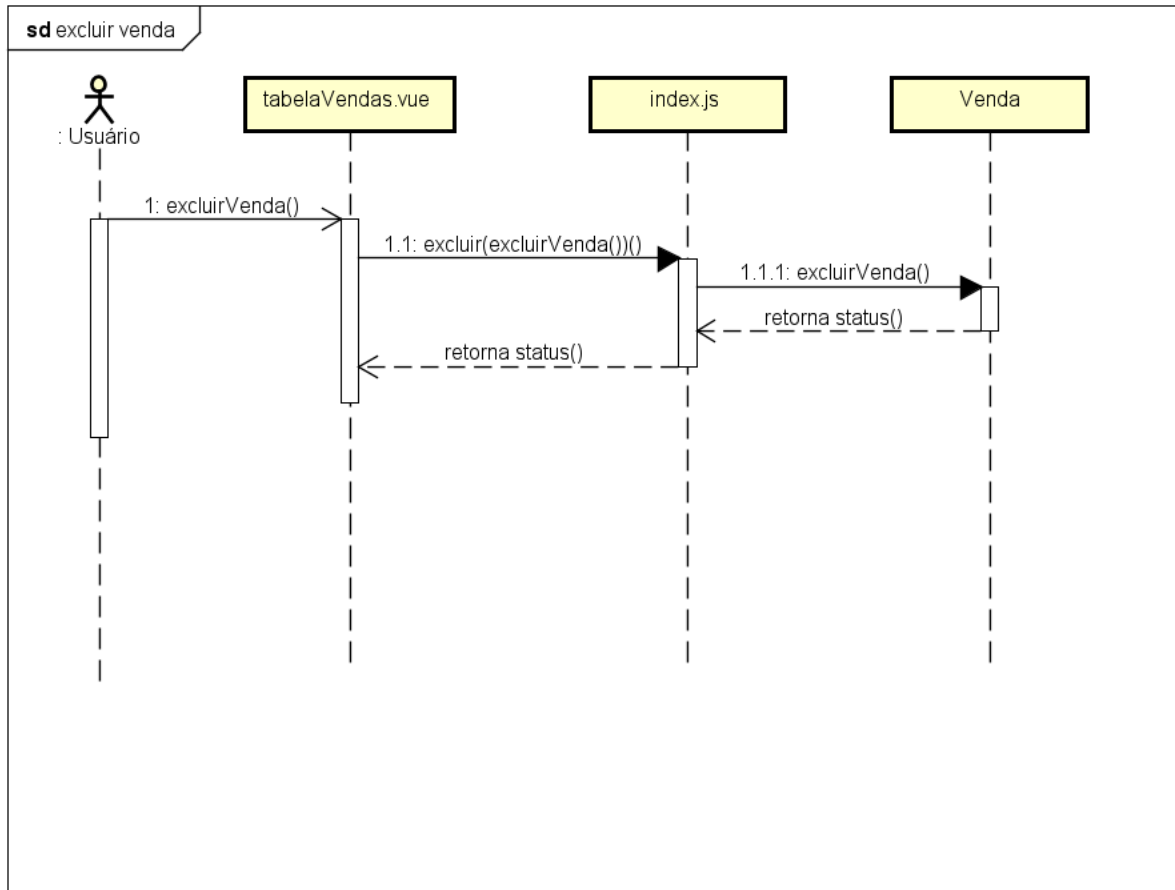 sd excluir venda
: Usuário
tabelaVendas.vue
index.js
Venda
1: excluirVenda()
1.1: excluir(excluirVenda())()
1.1.1: excluirVenda()
retorna status()
retorna status()